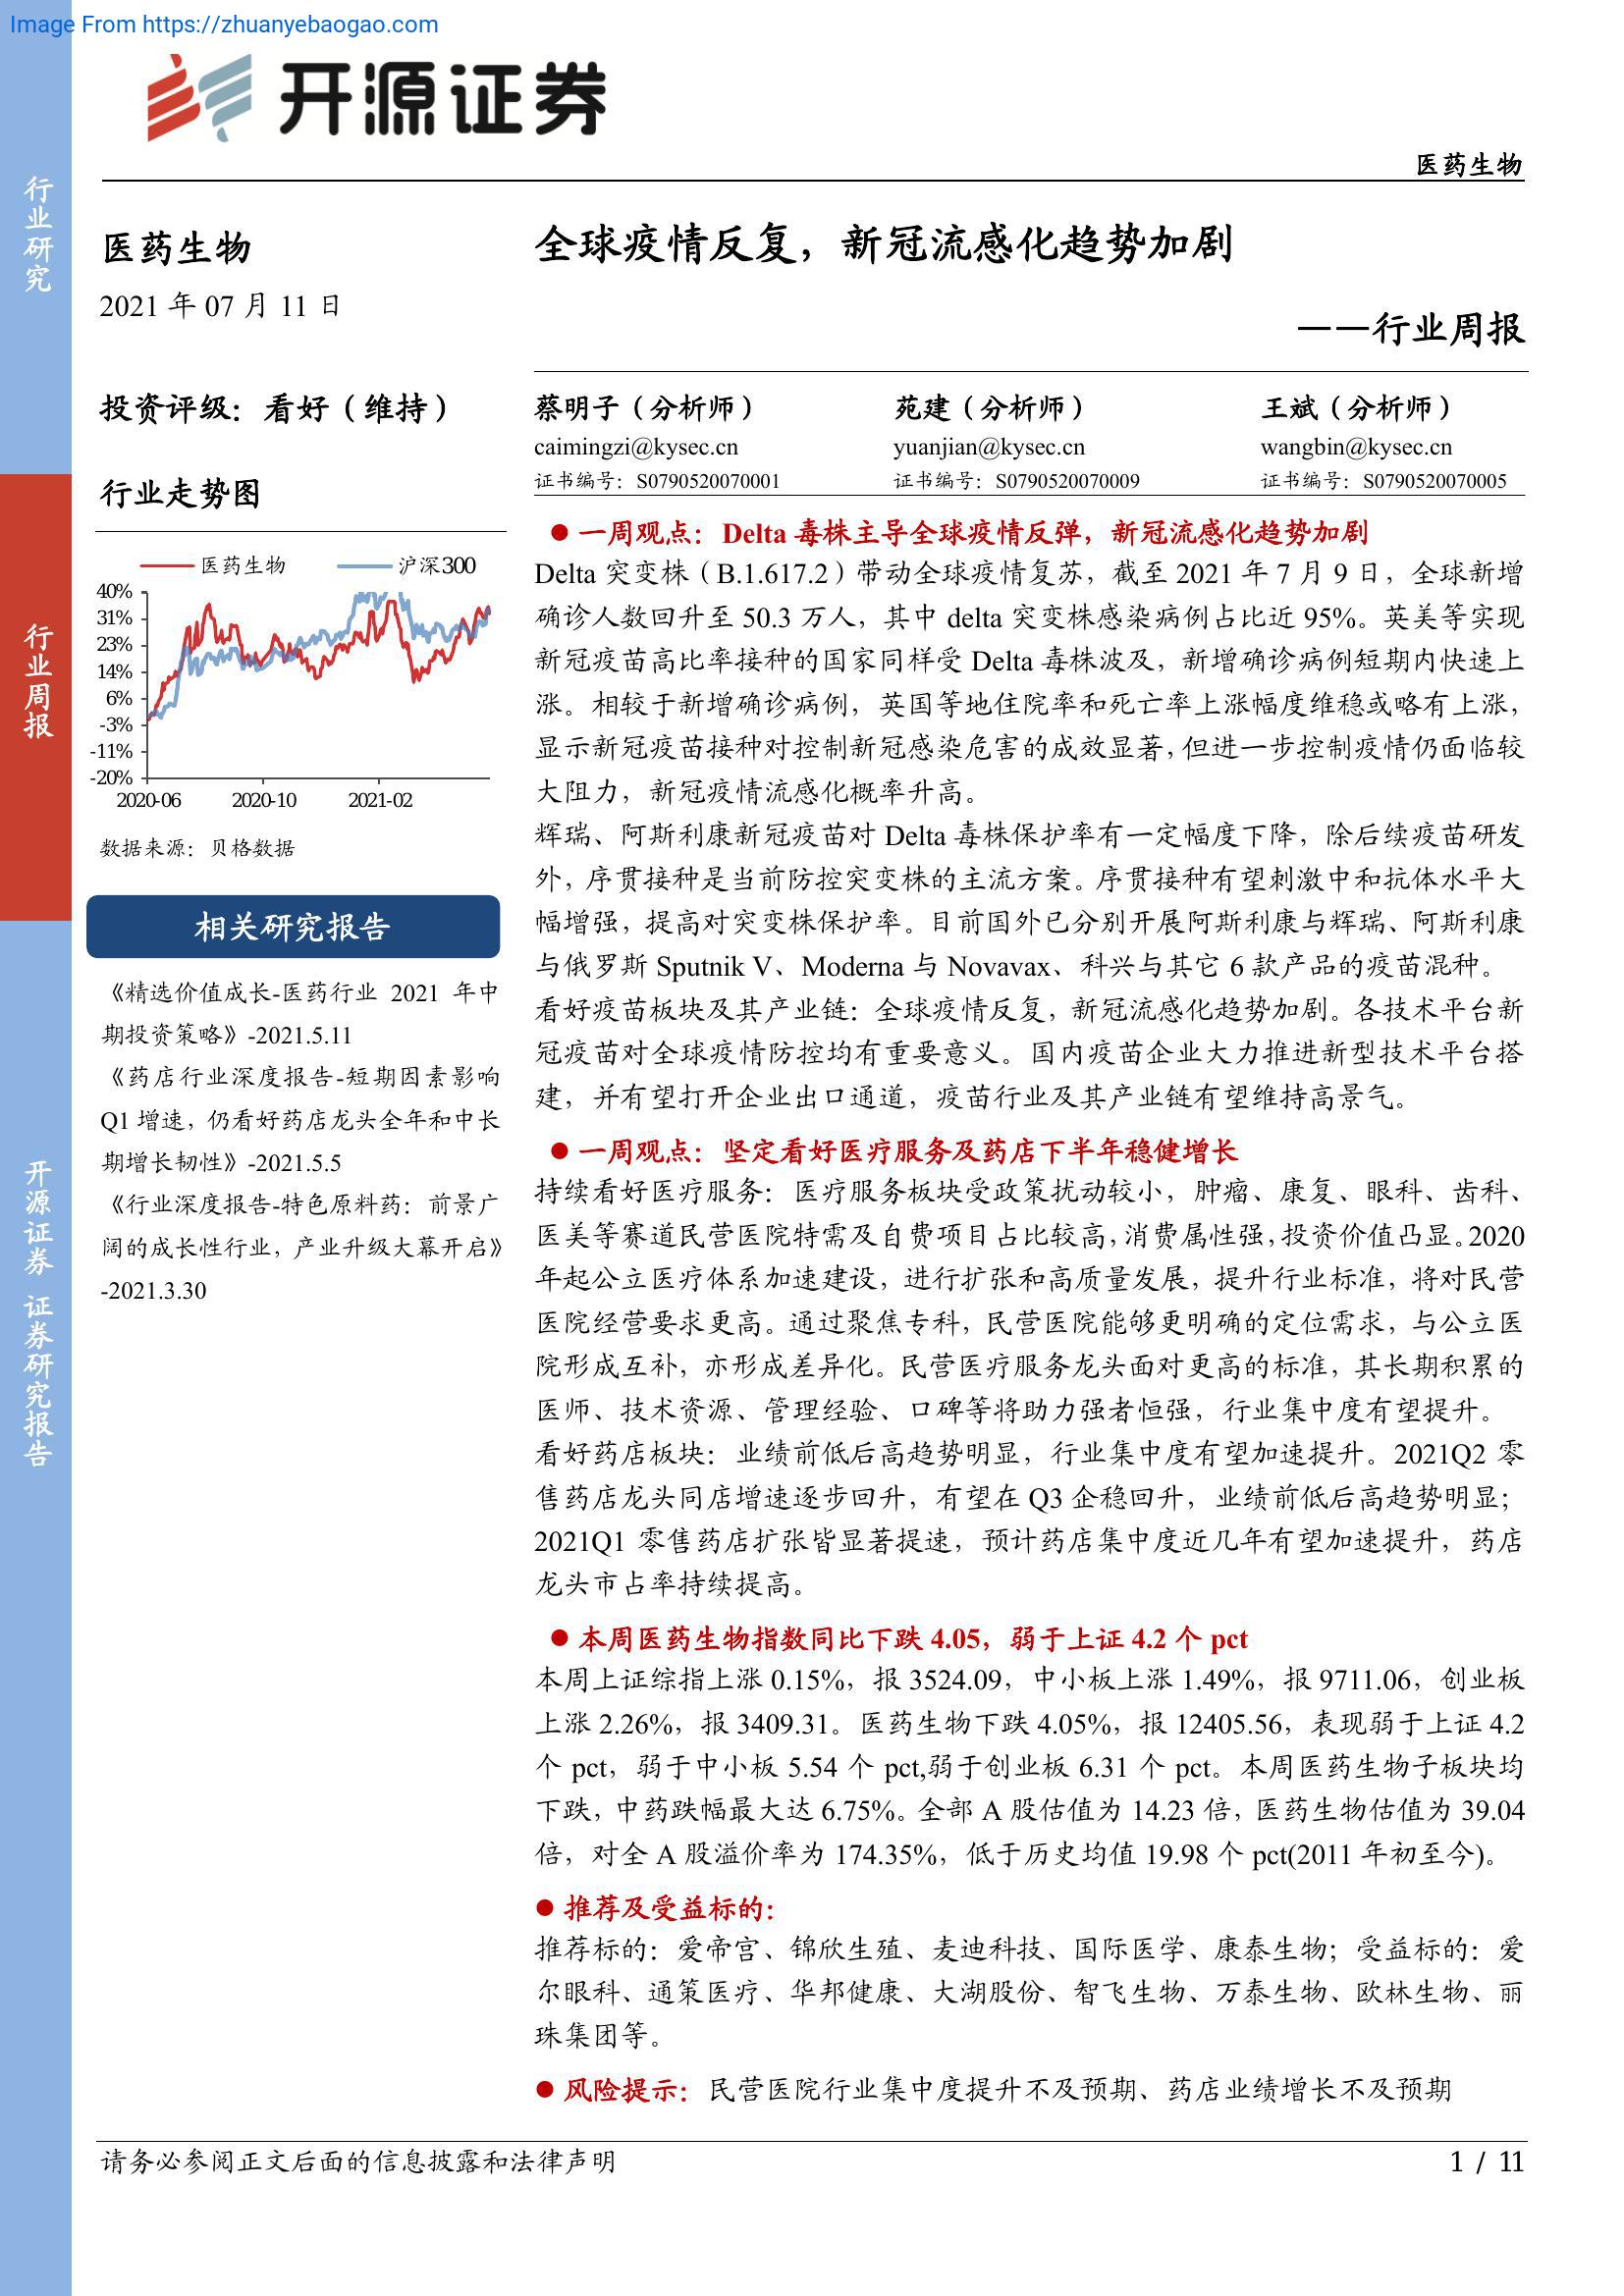 Image From https://zhuanyebaogao.com
开源证券
医药生物
行业研究
行业周报
开源证券 证券研究报告
医药生物
2021 年 07 月 11 日
投资评级：看好（维持）
行业走势图
医药生物 沪深300
40%
31%
23%
14%
6%
-3%
-11%
-20%
2020-06 2020-10 2021-02
数据来源：贝格数据
相关研究报告
《精选价值成长-医药行业 2021 年中
期投资策略》-2021.5.11
《药店行业深度报告-短期因素影响
Q1 增速，仍看好药店龙头全年和中长
期增长韧性》-2021.5.5
《行业深度报告-特色原料药：前景广
阔的成长性行业，产业升级大幕开启》
-2021.3.30
全球疫情反复，新冠流感化趋势加剧
——行业周报
蔡明子（分析师） 苑建（分析师） 王斌（分析师）
caimingzi@kysec.cn yuanjian@kysec.cn wangbin@kysec.cn
证书编号：S0790520070001 证书编号：S0790520070009 证书编号：S0790520070005
● 一周观点：Delta 毒株主导全球疫情反弹，新冠流感化趋势加剧
Delta 突变株（B.1.617.2）带动全球疫情复苏，截至 2021 年 7 月 9 日，全球新增
确诊人数回升至 50.3 万人，其中 delta 突变株感染病例占比近 95%。英美等实现
新冠疫苗高比率接种的国家同样受 Delta 毒株波及，新增确诊病例短期内快速上
涨。相较于新增确诊病例，英国等地住院率和死亡率上涨幅度维稳或略有上涨，
显示新冠疫苗接种对控制新冠感染危害的成效显著，但进一步控制疫情仍面临较
大阻力，新冠疫情流感化概率升高。
辉瑞、阿斯利康新冠疫苗对 Delta 毒株保护率有一定幅度下降，除后续疫苗研发
外，序贯接种是当前防控突变株的主流方案。序贯接种有望刺激中和抗体水平大
幅增强，提高对突变株保护率。目前国外已分别开展阿斯利康与辉瑞、阿斯利康
与俄罗斯 Sputnik V、Moderna 与 Novavax、科兴与其它 6 款产品的疫苗混种。
看好疫苗板块及其产业链：全球疫情反复，新冠流感化趋势加剧。各技术平台新
冠疫苗对全球疫情防控均有重要意义。国内疫苗企业大力推进新型技术平台搭
建，并有望打开企业出口通道，疫苗行业及其产业链有望维持高景气。
● 一周观点：坚定看好医疗服务及药店下半年稳健增长
持续看好医疗服务：医疗服务板块受政策扰动较小，肿瘤、康复、眼科、齿科、
医美等赛道民营医院特需及自费项目占比较高，消费属性强，投资价值凸显。2020
年起公立医疗体系加速建设，进行扩张和高质量发展，提升行业标准，将对民营
医院经营要求更高。通过聚焦专科，民营医院能够更明确的定位需求，与公立医
院形成互补，亦形成差异化。民营医疗服务龙头面对更高的标准，其长期积累的
医师、技术资源、管理经验、口碑等将助力强者恒强，行业集中度有望提升。
看好药店板块：业绩前低后高趋势明显，行业集中度有望加速提升。2021Q2 零
售药店龙头同店增速逐步回升，有望在 Q3 企稳回升，业绩前低后高趋势明显；
2021Q1 零售药店扩张皆显著提速，预计药店集中度近几年有望加速提升，药店
龙头市占率持续提高。
● 本周医药生物指数同比下跌 4.05，弱于上证 4.2 个 pct
本周上证综指上涨 0.15%，报 3524.09，中小板上涨 1.49%，报 9711.06，创业板
上涨 2.26%，报 3409.31。医药生物下跌 4.05%，报 12405.56，表现弱于上证 4.2
个 pct，弱于中小板 5.54 个 pct,弱于创业板 6.31 个 pct。本周医药生物子板块均
下跌，中药跌幅最大达 6.75%。全部 A 股估值为 14.23 倍，医药生物估值为 39.04
倍，对全 A 股溢价率为 174.35%，低于历史均值 19.98 个 pct(2011 年初至今)。
● 推荐及受益标的：
推荐标的：爱帝宫、锦欣生殖、麦迪科技、国际医学、康泰生物；受益标的：爱
尔眼科、通策医疗、华邦健康、大湖股份、智飞生物、万泰生物、欧林生物、丽
珠集团等。
● 风险提示：民营医院行业集中度提升不及预期、药店业绩增长不及预期
请务必参阅正文后面的信息披露和法律声明 1 / 11